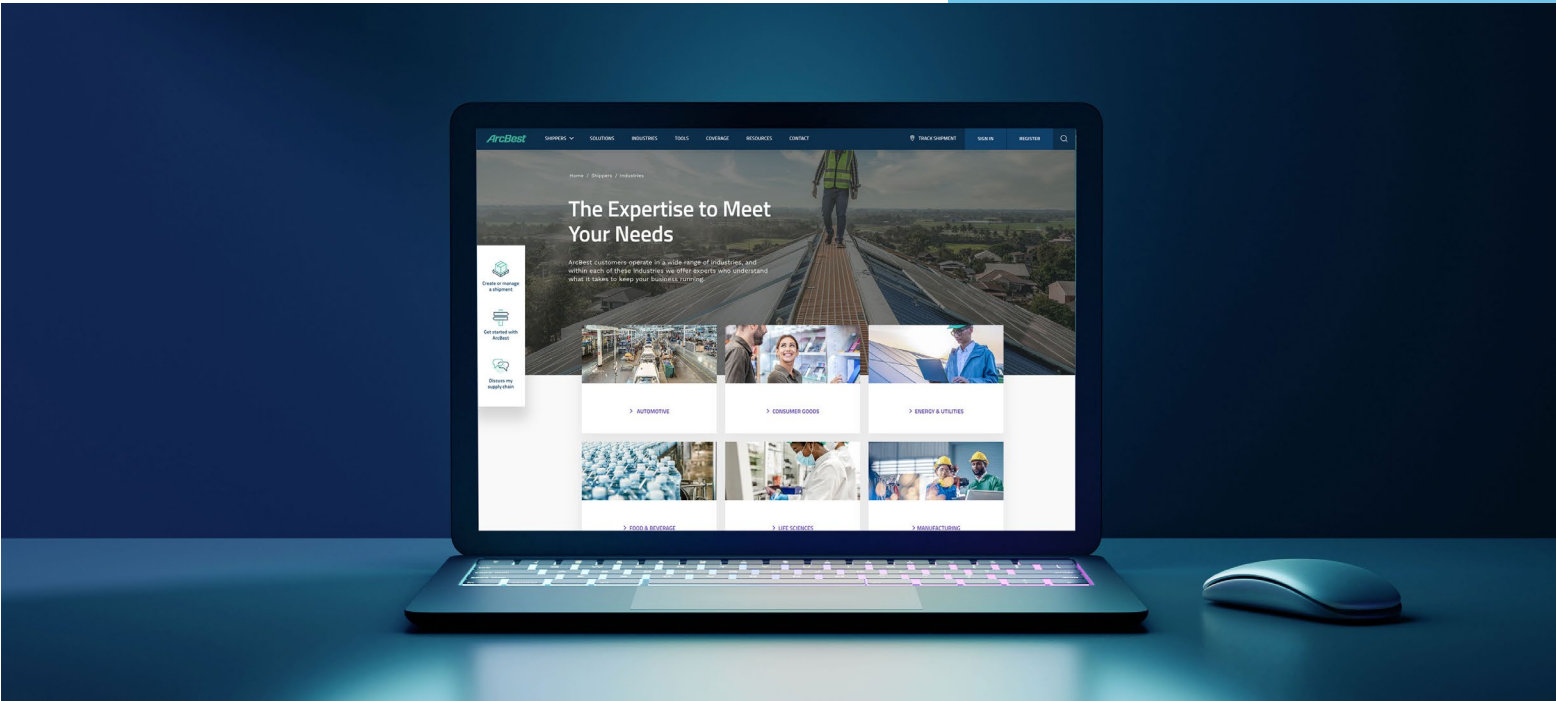 ArcBest
SHIPPERS
SOLUTIONS
INDUSTRIES
TOOLS
COVERAGE
RESOURCES
CONTACT
TRACK SHIPMENT
SIGN IN
REGISTER
Home / Shippers / Industries
The Expertise to Meet
Your Needs
ArcBest customers operate in a wide range of industries, and
within each of these industries we offer experts who understand
what it takes to keep your business running.
Create or manage
a shipment
Get started with
ArcBest
Discuss my
supply chain
> AUTOMOTIVE
> CONSUMER GOODS
> ENERGY & UTILITIES
> FOOD & BEVERAGE
> LIFE SCIENCES
> MANUFACTURING